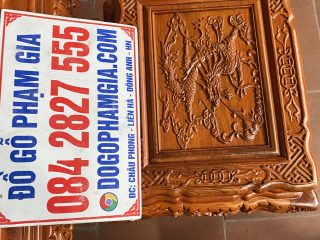 ĐỒ GỖ PHẠM GIA
084 2827 555
DOGOPHAMGIA.COM
ĐC: CHÂU PHONG - LIÊN HÀ - ĐÔNG ANH - HN